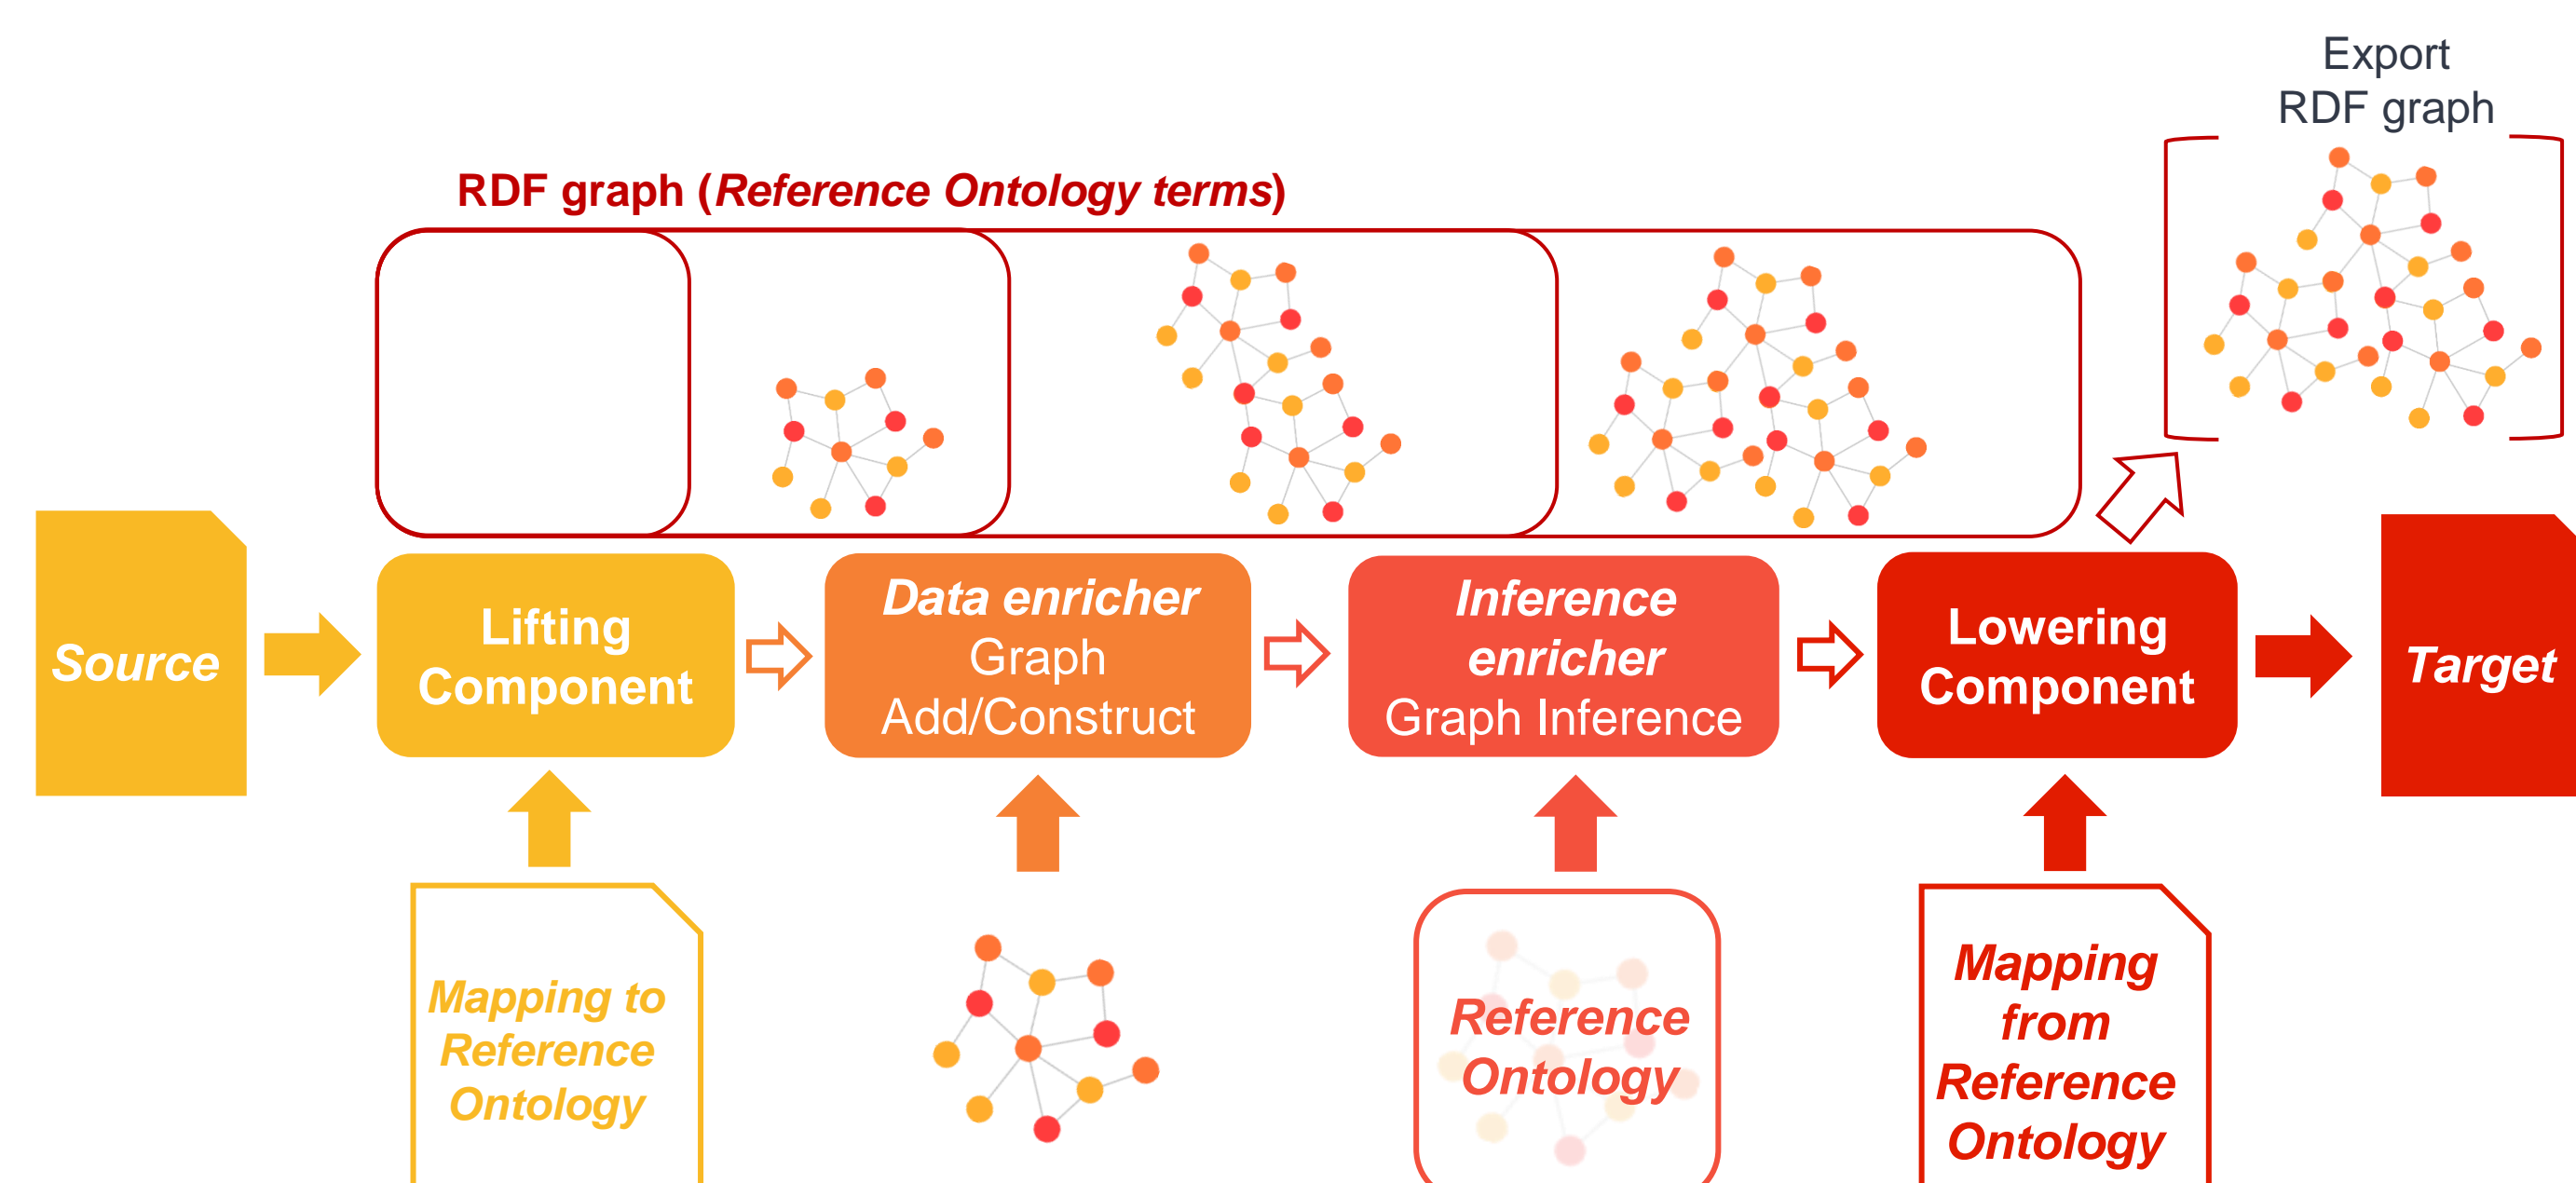 Export
RDF graph
RDF graph (Reference Ontology terms)
Source
Lifting
Component
Data enricher
Graph
Add/Construct
Inference
enricher
Graph Inference
Lowering
Component
Target
Mapping to
Reference
Ontology
Reference
Ontology
Mapping
from
Reference
Ontology